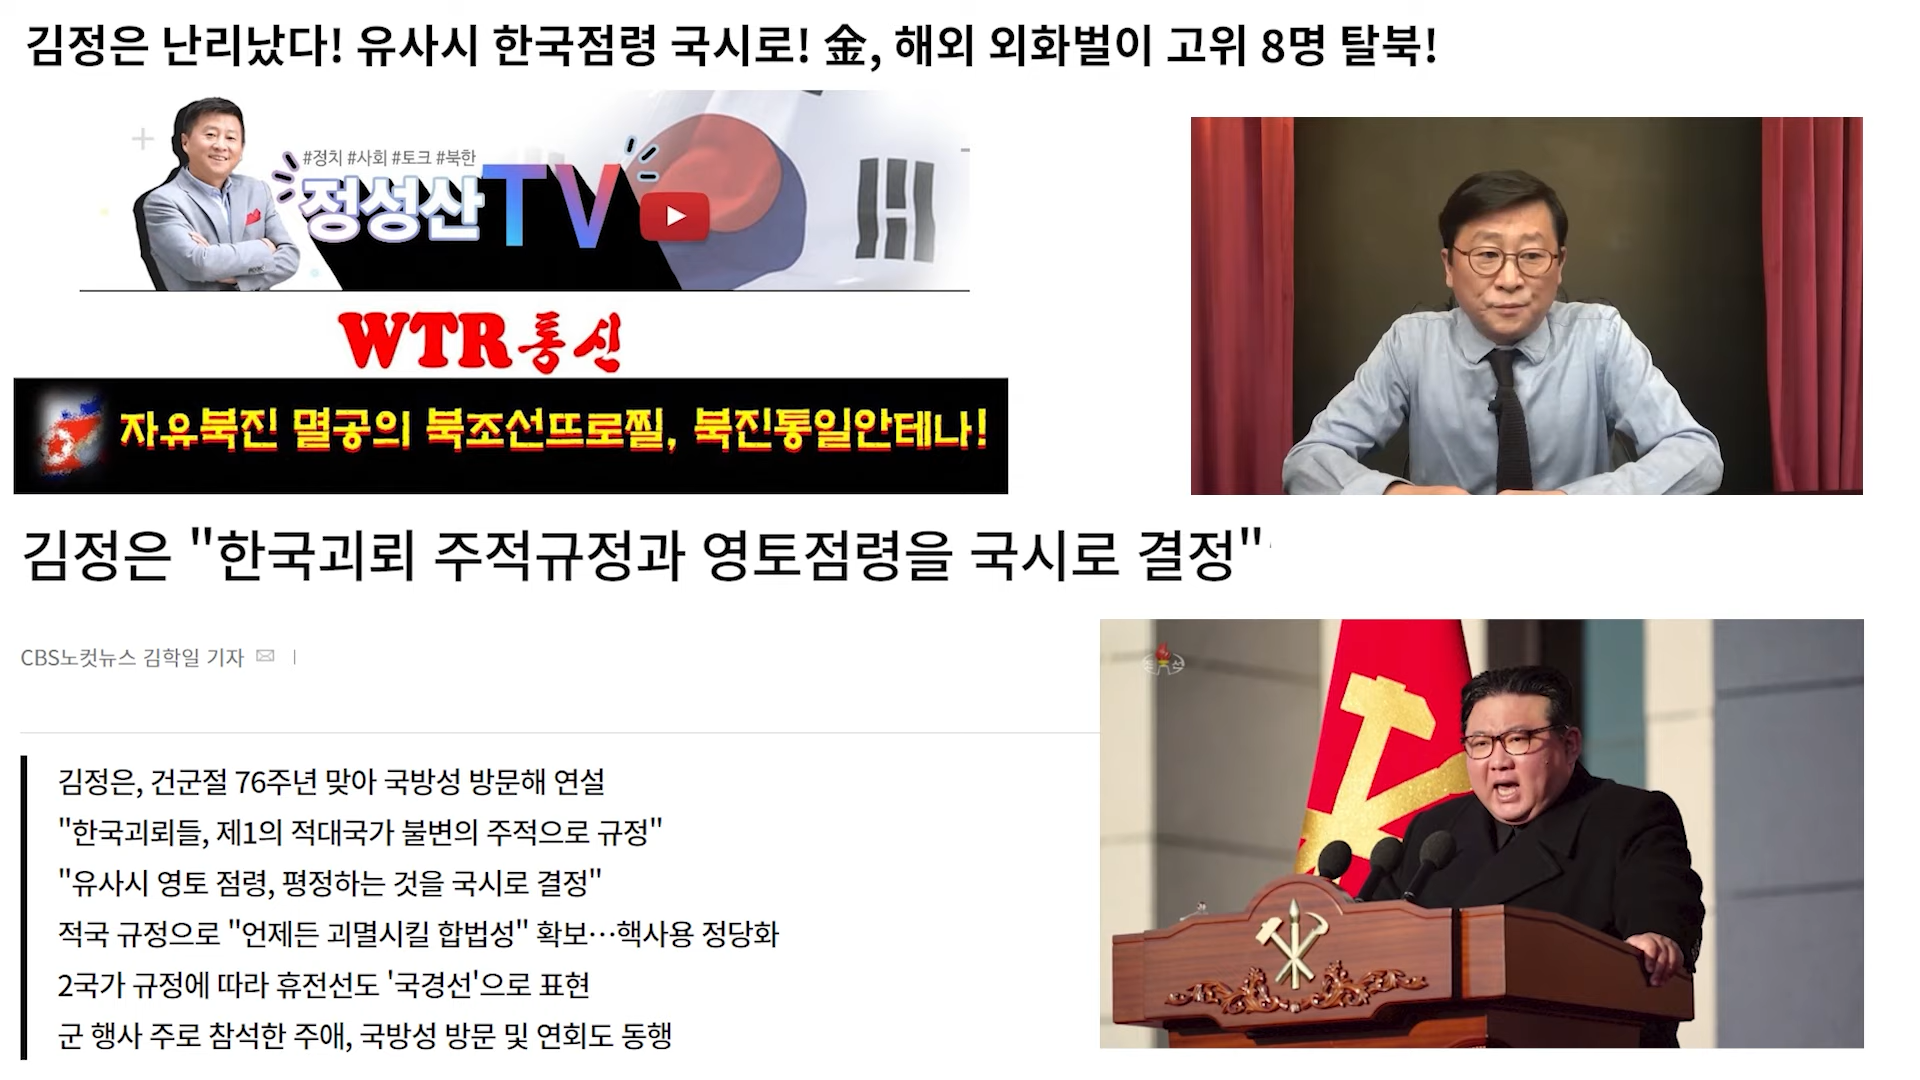 김정은 난리났다! 유사시 한국점령 국시로! 金, 해외 외화벌이 고위 8명 탈북!
#정치 #사회 #토크 #북한
정성산TV
WTR통신
자유북진 멸공의 북조선뜨로찔, 북진통일안테나!
김정은 "한국괴뢰 주적규정과 영토점령을 국시로 결정"
CBS노컷뉴스 김학일 기자
김정은, 건군절 76주년 맞아 국방성 방문해 연설
"한국괴뢰들, 제1의 적대국가 불변의 주적으로 규정"
"유사시 영토 점령, 평정하는 것을 국시로 결정"
적국 규정으로 "언제든 괴멸시킬 합법성" 확보…핵사용 정당화
2국가 규정에 따라 휴전선도 '국경선'으로 표현
군 행사 주로 참석한 주애, 국방성 방문 및 연회도 동행